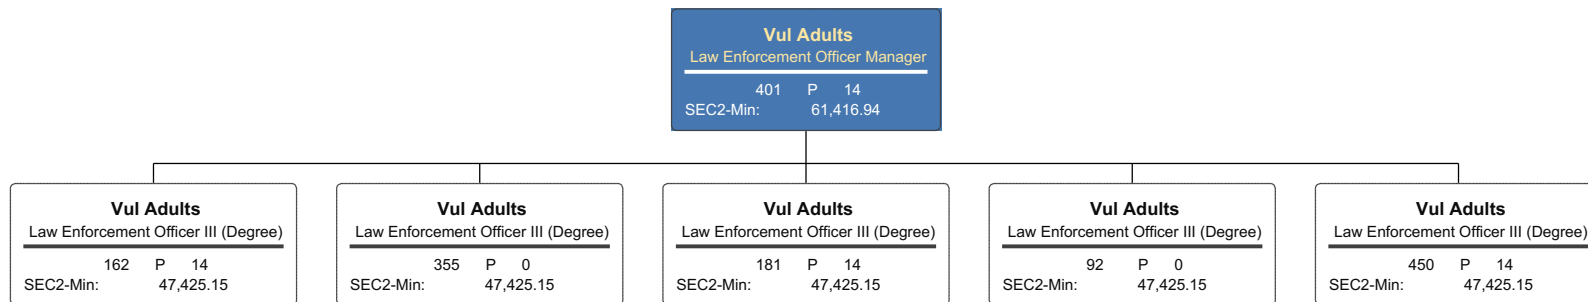 Vul Adults
Law Enforcement Officer Manager
401 P 14
SEC2-Min: 61,416.94
Vul Adults
Law Enforcement Officer III (Degree)
162 P 14
SEC2-Min: 47,425.15
Vul Adults
Law Enforcement Officer III (Degree)
355 P 0
SEC2-Min: 47,425.15
Vul Adults
Law Enforcement Officer III (Degree)
181 P 14
SEC2-Min: 47,425.15
Vul Adults
Law Enforcement Officer III (Degree)
92 P 0
SEC2-Min: 47,425.15
Vul Adults
Law Enforcement Officer III (Degree)
450 P 14
SEC2-Min: 47,425.15